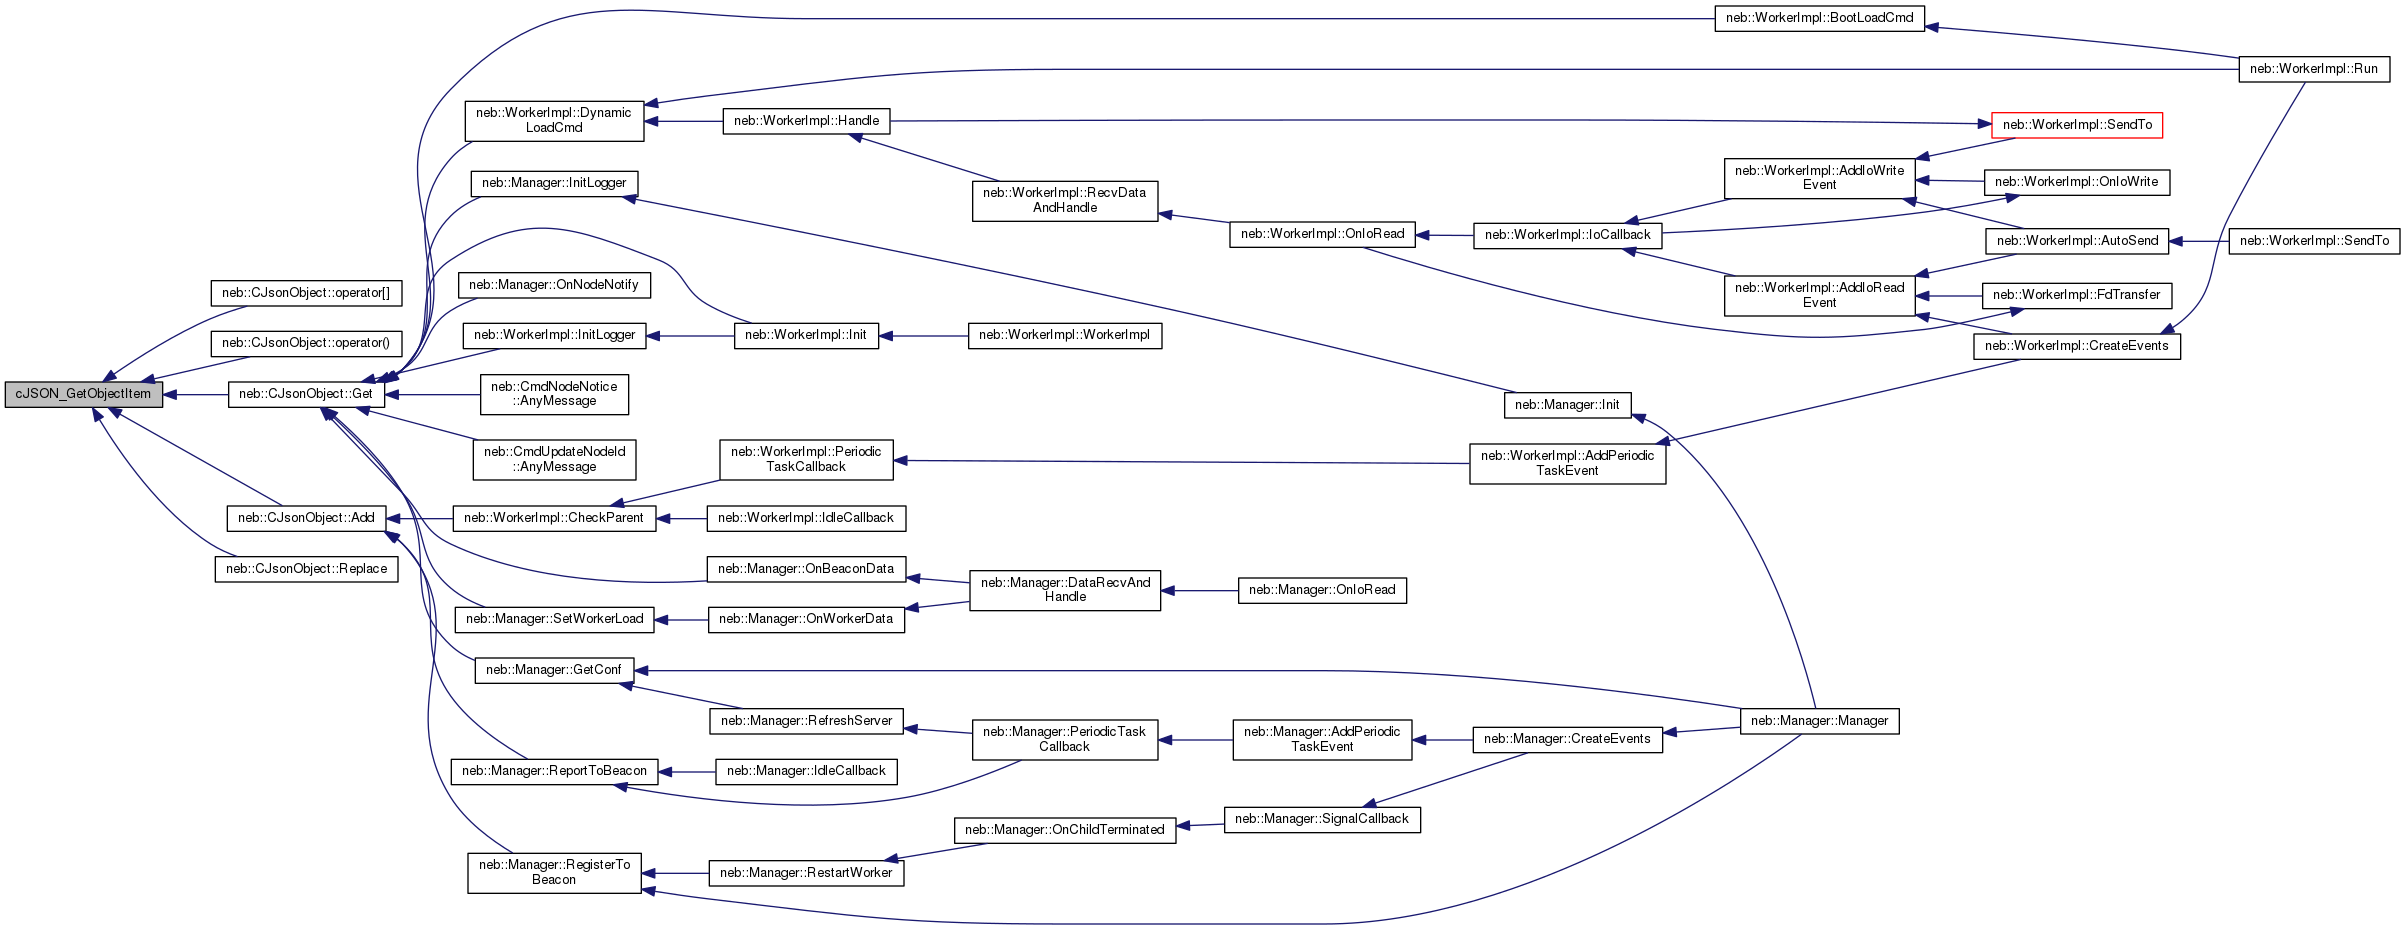 neb::WorkerImpl::BootLoadCmd
neb::WorkerImpl::Run
neb::WorkerImpl::Dynamic
LoadCmd
neb::WorkerImpl::Handle
neb::WorkerImpl::SendTo
neb::Manager::InitLogger
neb::WorkerImpl::RecvData
AndHandle
neb::WorkerImpl::AddIoWrite
Event
neb::WorkerImpl::OnIoWrite
neb::WorkerImpl::OnIoRead
neb::WorkerImpl::IoCallback
neb::WorkerImpl::AutoSend
neb::WorkerImpl::SendTo
neb::CJsonObject::operator[]
neb::Manager::OnNodeNotify
neb::WorkerImpl::AddIoRead
Event
neb::WorkerImpl::FdTransfer
neb::CJsonObject::operator()
neb::WorkerImpl::InitLogger
neb::WorkerImpl::Init
neb::WorkerImpl::WorkerImpl
neb::WorkerImpl::CreateEvents
cJSON_GetObjectItem
neb::CJsonObject::Get
neb::CmdNodeNotice
::AnyMessage
neb::Manager::Init
neb::CmdUpdateNodeId
::AnyMessage
neb::WorkerImpl::Periodic
TaskCallback
neb::WorkerImpl::AddPeriodic
TaskEvent
neb::CJsonObject::Add
neb::WorkerImpl::CheckParent
neb::WorkerImpl::IdleCallback
neb::CJsonObject::Replace
neb::Manager::OnBeaconData
neb::Manager::DataRecvAnd
Handle
neb::Manager::OnIoRead
neb::Manager::SetWorkerLoad
neb::Manager::OnWorkerData
neb::Manager::GetConf
neb::Manager::RefreshServer
neb::Manager::PeriodicTask
Callback
neb::Manager::AddPeriodic
TaskEvent
neb::Manager::CreateEvents
neb::Manager::Manager
neb::Manager::ReportToBeacon
neb::Manager::IdleCallback
neb::Manager::OnChildTerminated
neb::Manager::SignalCallback
neb::Manager::RegisterTo
Beacon
neb::Manager::RestartWorker